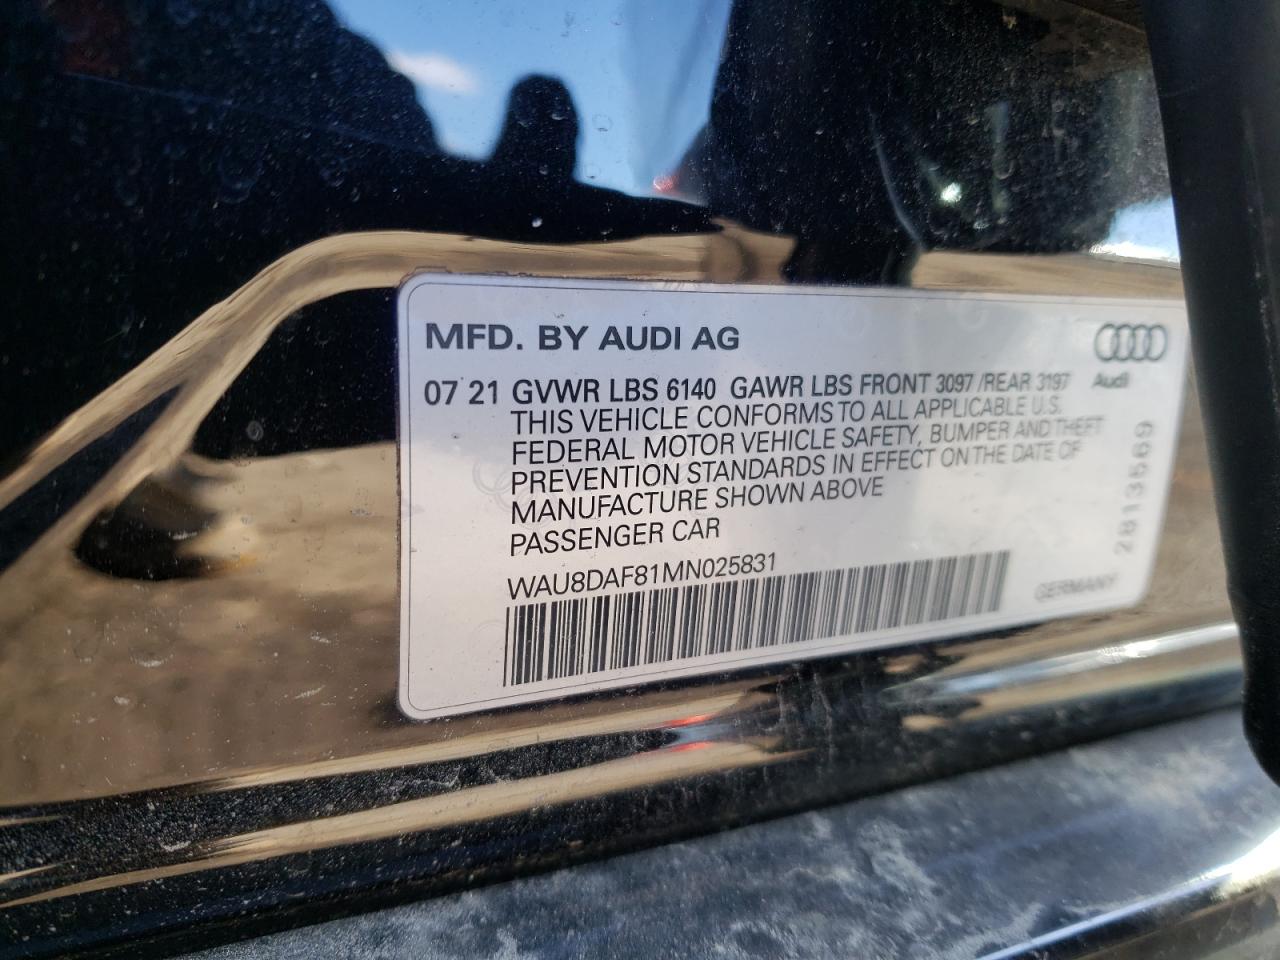 MFD. BY AUDI AG
Audi
07 21 GVWR LBS 6140 GAWR LBS FRONT 3097 /REAR 3197
THIS VEHICLE CONFORMS TO ALL APPLICABLE U.S.
FEDERAL MOTOR VEHICLE SAFETY, BUMPER AND THEFT
PREVENTION STANDARDS IN EFFECT ON THE DATE OF
MANUFACTURE SHOWN ABOVE
PASSENGER CAR
WAU8DAF81MN025831
GERMANY
2813569